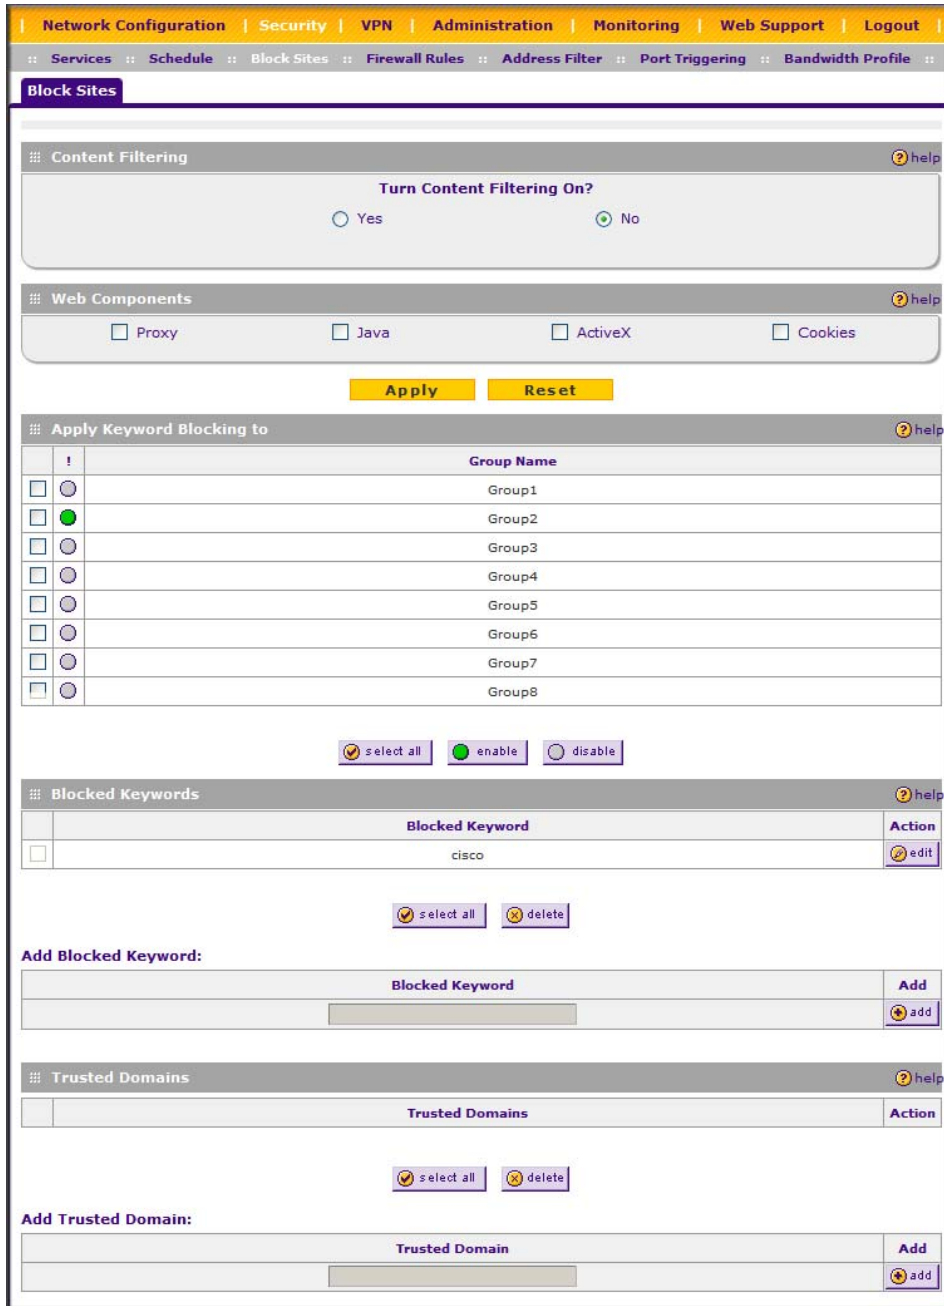 Network Configuration | Security | VPN | Administration | Monitoring | Web Support | Logout
:: Services :: Schedule :: Block Sites :: Firewall Rules :: Address Filter :: Port Triggering :: Bandwidth Profile ::
Block Sites
Content Filtering help
Turn Content Filtering On?
Yes No
Web Components help
Proxy Java ActiveX Cookies
Apply Reset
Apply Keyword Blocking to help
! Group Name
Group1
Group2
Group3
Group4
Group5
Group6
Group7
Group8
select all enable disable
Blocked Keywords help
Blocked Keyword Action
cisco edit
select all delete
Add Blocked Keyword:
Blocked Keyword Add
add
Trusted Domains help
Trusted Domains Action
select all delete
Add Trusted Domain:
Trusted Domain Add
add